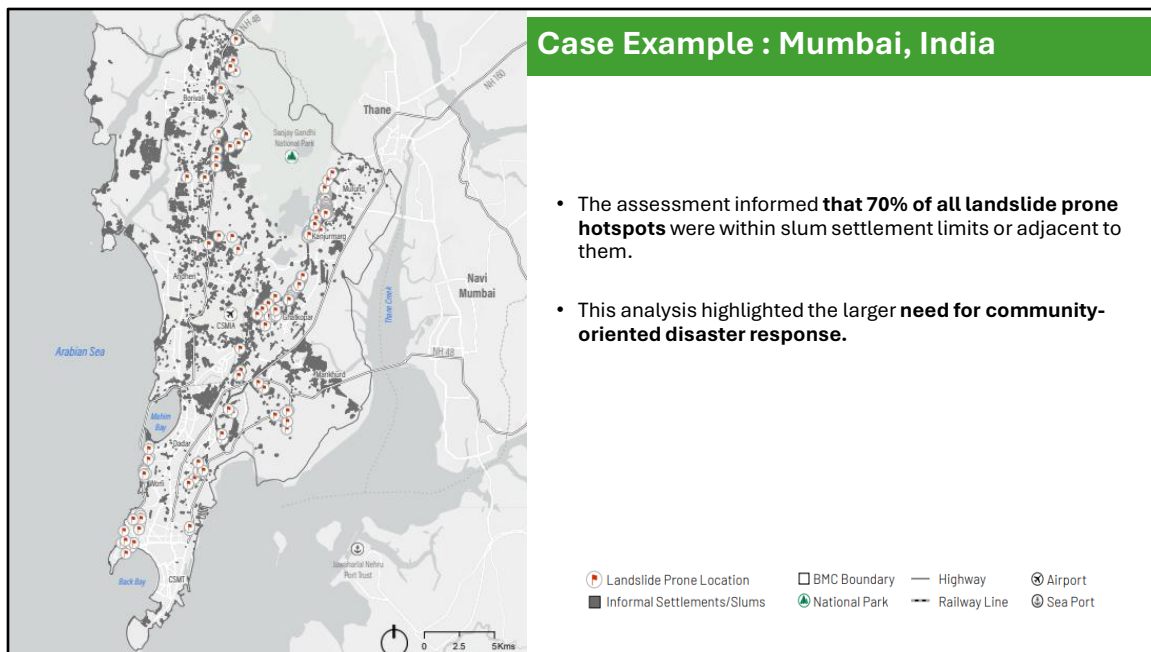 Case Example : Mumbai, India
• The assessment informed that 70% of all landslide prone
hotspots were within slum settlement limits or adjacent to
them.
• This analysis highlighted the larger need for community-
oriented disaster response.
NH 48
NH 160
Borivali
Thane
Sanjay Gandhi
National Park
Mulund
Kanjurmarg
Andheri
Navi
Mumbai
Thane Creek
CSMIA
Ghatkopar
Arabian Sea
NH 48
Mankhurd
Mahim
Bay
Dadar
Worli
Jawaharlal Nehru
Port Trust
Back Bay
CSMT
0 2.5 5Kms
Landslide Prone Location
Informal Settlements/Slums
BMC Boundary
National Park
Highway
Railway Line
Airport
Sea Port